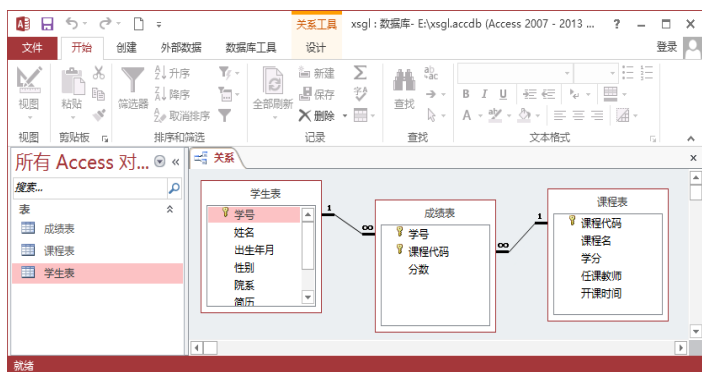 关系工具
xsgl : 数据库- E:\xsgl.accdb (Access 2007 - 2013 ...
文件 开始 创建 外部数据 数据库工具 设计 登录
视图
粘贴
筛选器
升序
降序
取消排序
全部刷新
新建
保存
删除
查找
B I U
A
视图 剪贴板 排序和筛选 记录 查找 文本格式
所有 Access 对...
搜索...
表
成绩表
课程表
学生表
关系
学生表
学号
姓名
出生年月
性别
院系
简历
1
∞
成绩表
学号
课程代码
分数
∞
1
课程表
课程代码
课程名
学分
任课教师
开课时间
就绪